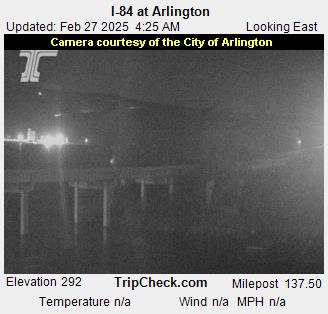 I-84 at Arlington
Updated: Feb 27 2025 4:25 AM Looking East
Camera courtesy of the City of Arlington
Elevation 292 TripCheck.com Milepost 137.50
Temperature n/a Wind n/a MPH n/a